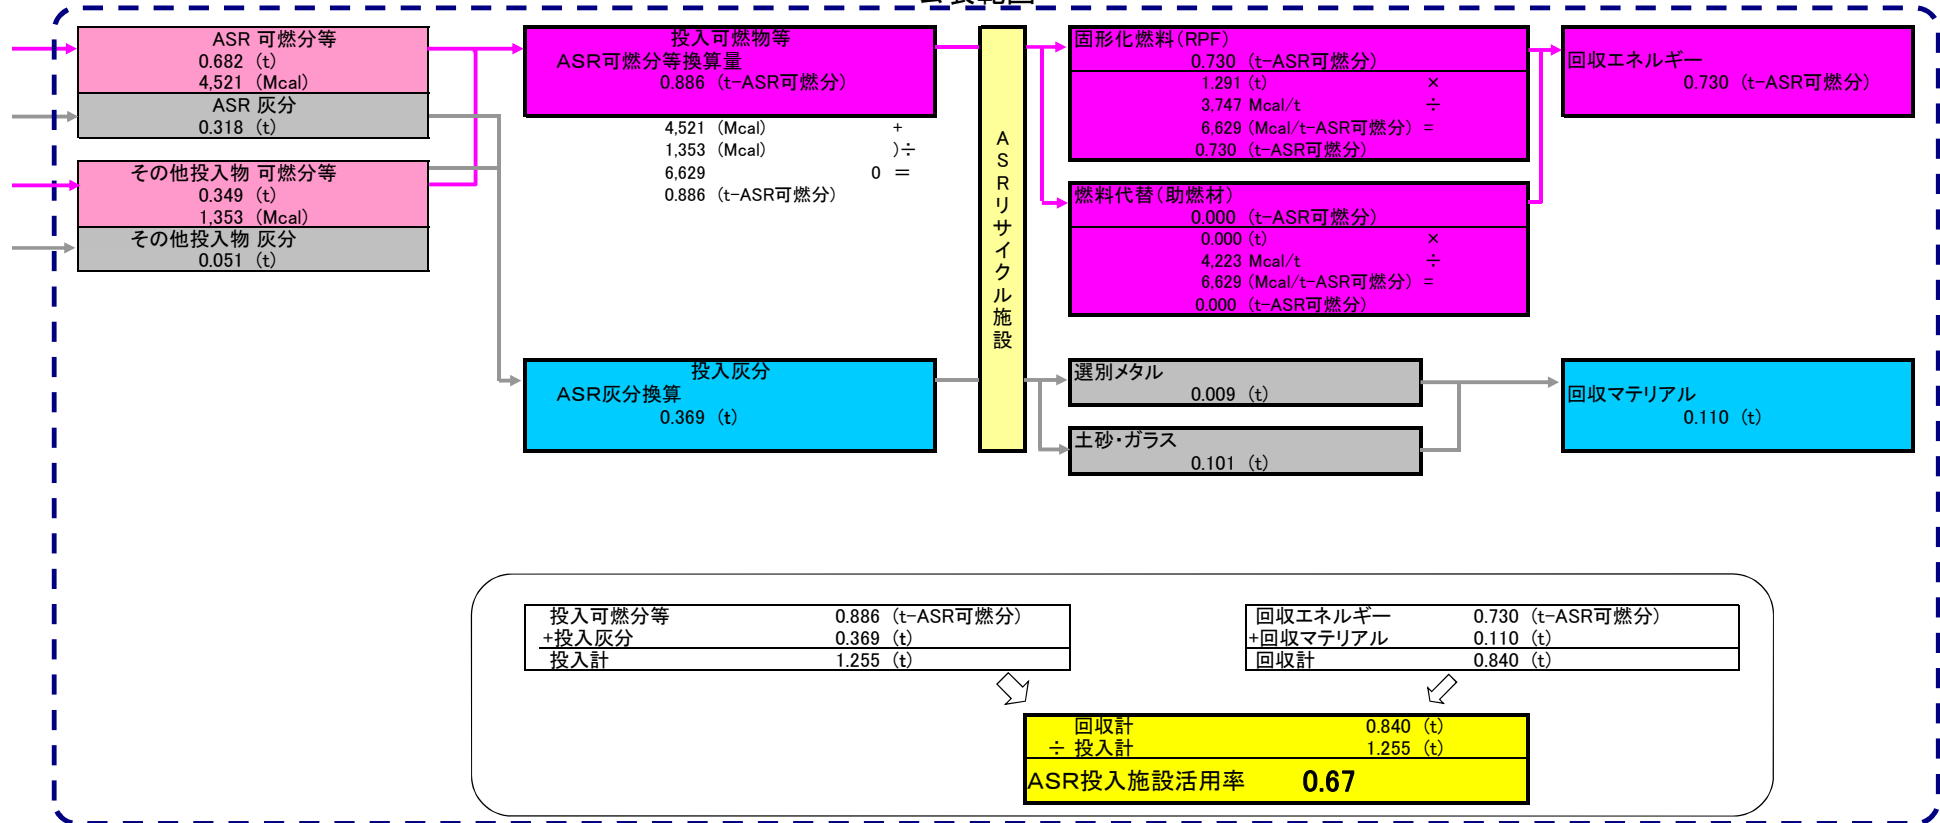 ASR 可燃分等
0.682 (t)
4,521 (Mcal)
ASR 灰分
0.318 (t)
その他投入物 可燃分等
0.349 (t)
1,353 (Mcal)
その他投入物 灰分
0.051 (t)
投入可燃物等
ASR可燃分等換算量
0.886 (t-ASR可燃分)
4,521 (Mcal) +
1,353 (Mcal) )÷
6,629 0 =
0.886 (t-ASR可燃分)
投入灰分
ASR灰分換算
0.369 (t)
ASRリサイクル施設
固形化燃料(RPF)
0.730 (t-ASR可燃分)
1.291 (t) ×
3,747 Mcal/t ÷
6,629 (Mcal/t-ASR可燃分) =
0.730 (t-ASR可燃分)
燃料代替(助燃材)
0.000 (t-ASR可燃分)
0.000 (t) ×
4,223 Mcal/t ÷
6,629 (Mcal/t-ASR可燃分) =
0.000 (t-ASR可燃分)
選別メタル
0.009 (t)
土砂・ガラス
0.101 (t)
回収エネルギー
0.730 (t-ASR可燃分)
回収マテリアル
0.110 (t)
投入可燃分等 0.886 (t-ASR可燃分)
+投入灰分 0.369 (t)
投入計 1.255 (t)
回収エネルギー 0.730 (t-ASR可燃分)
+回収マテリアル 0.110 (t)
回収計 0.840 (t)
回収計 0.840 (t)
÷ 投入計 1.255 (t)
ASR投入施設活用率 0.67